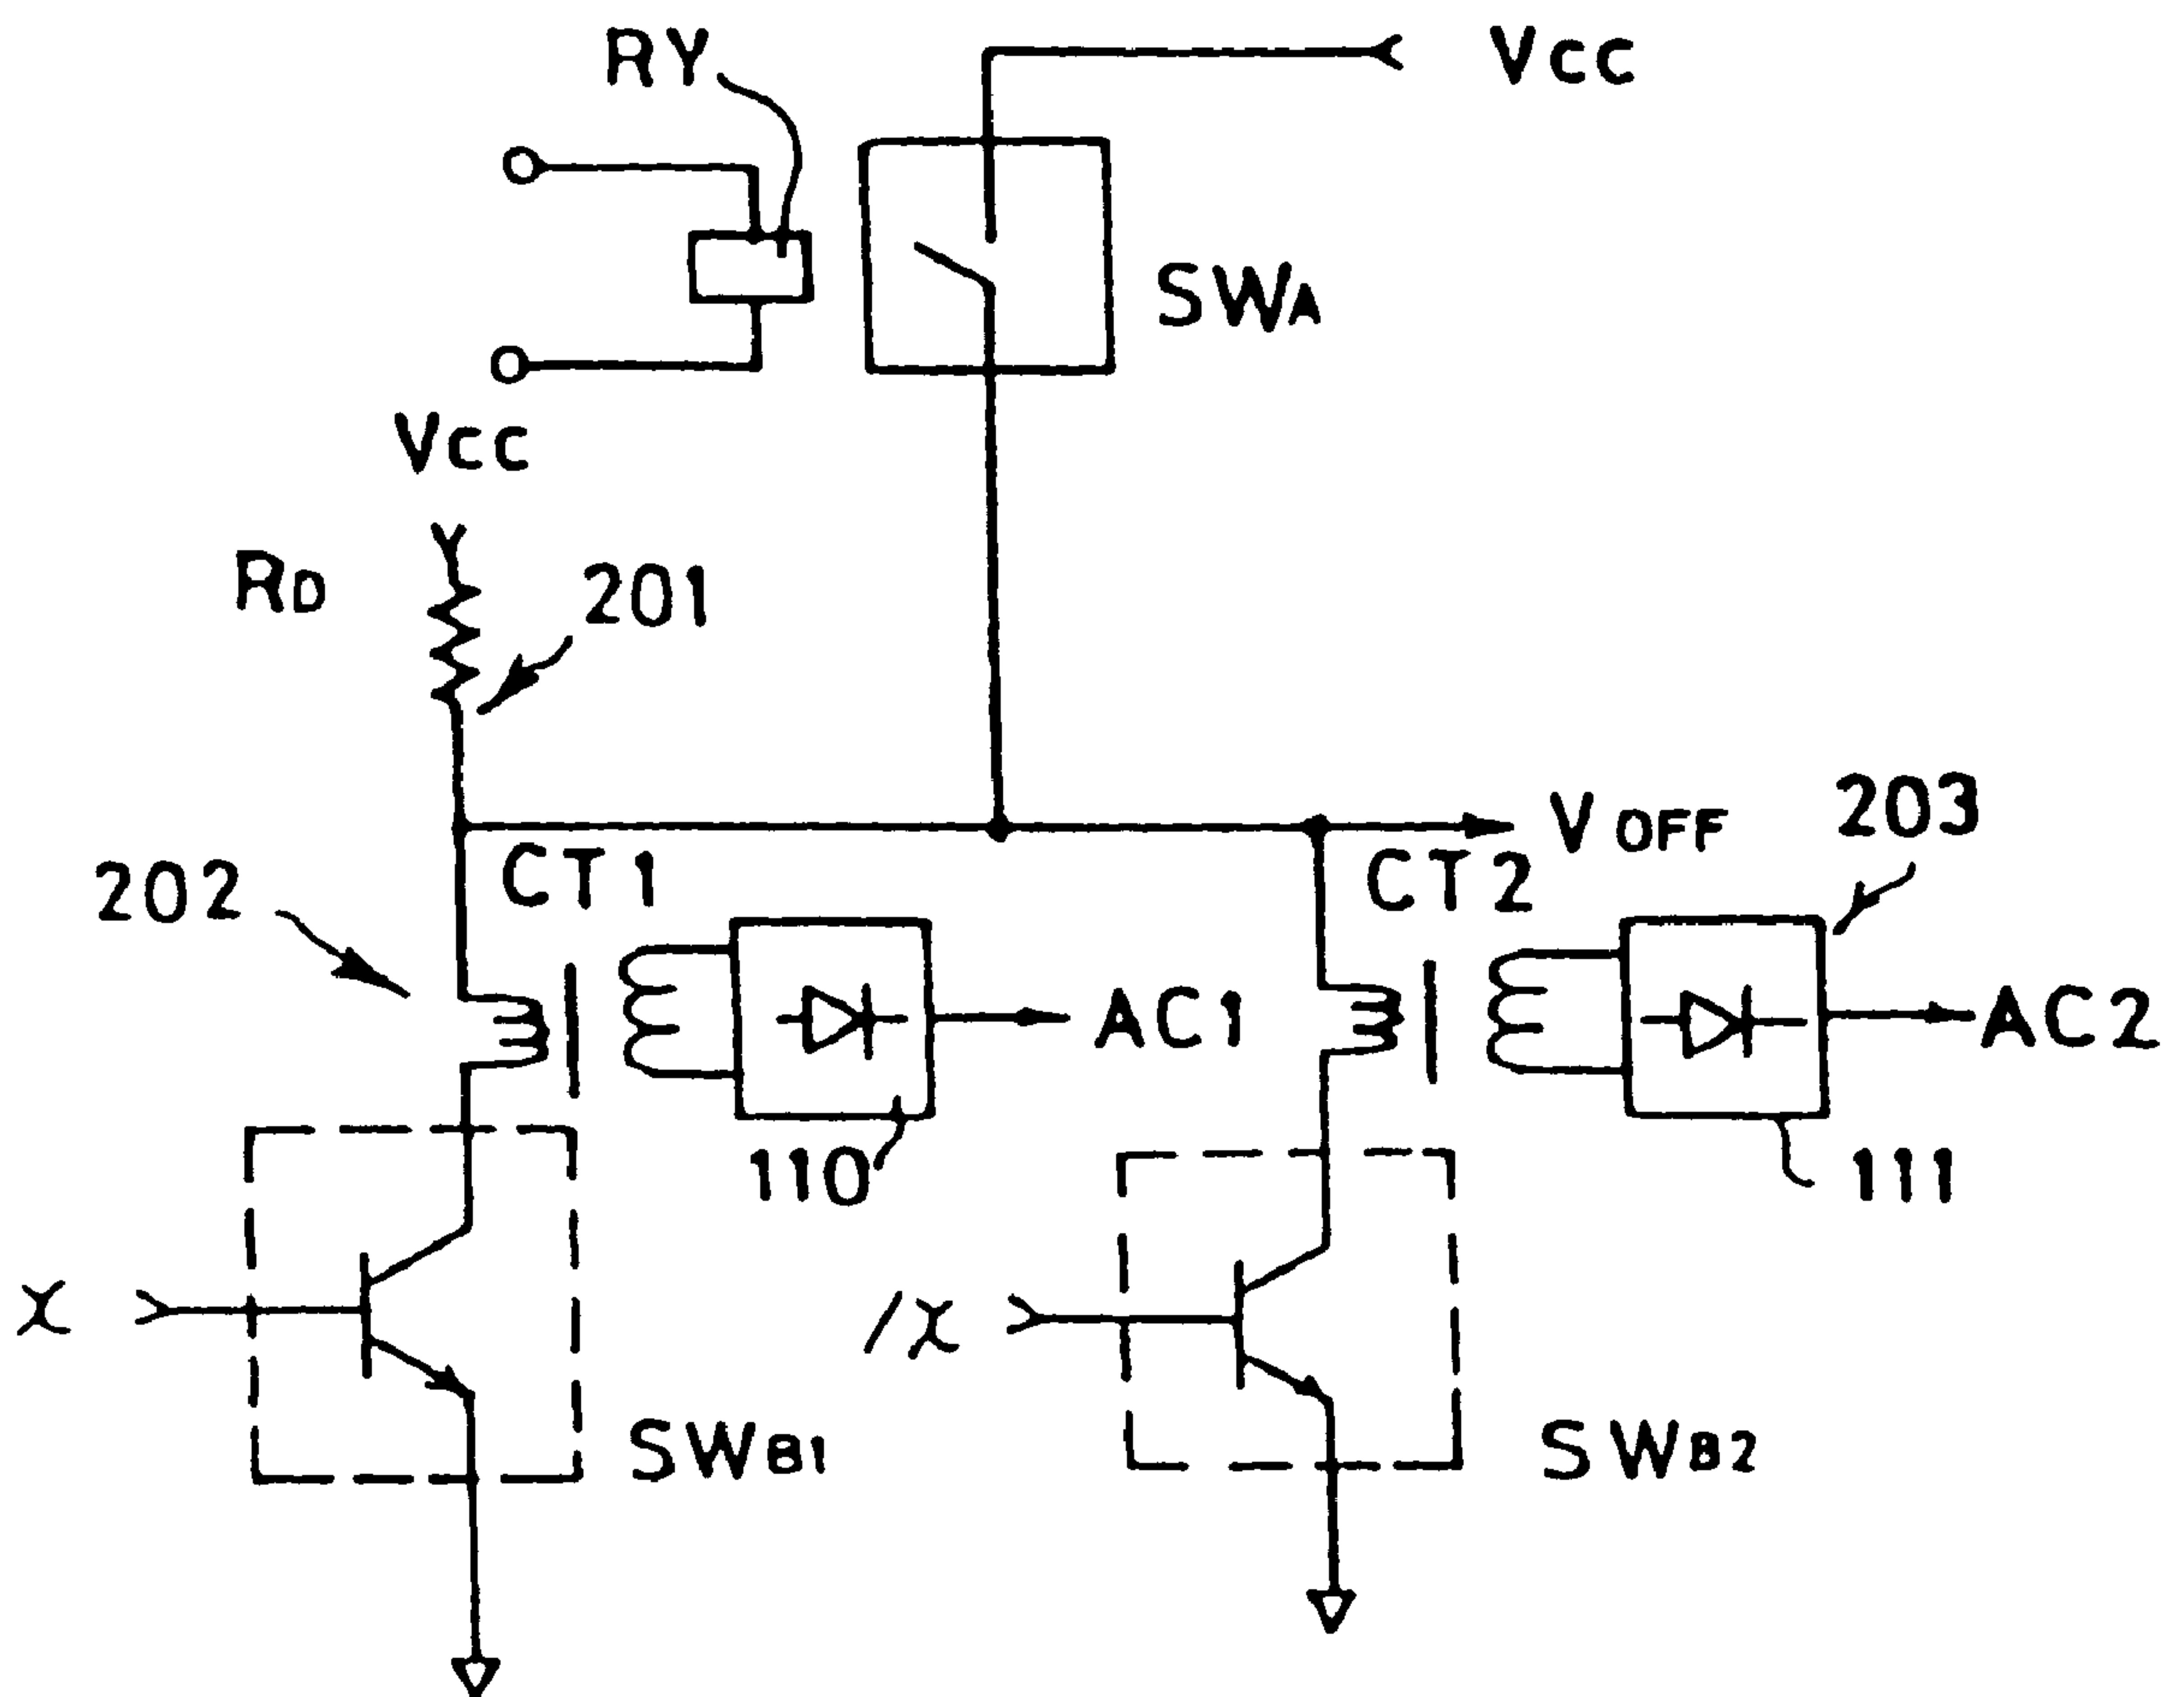 RY
VCC
SWA
VCC
RD
201
VOFF
203
202
CT1
CT2
AC1
AC2
110
111
x
/x
SWB1
SWB2